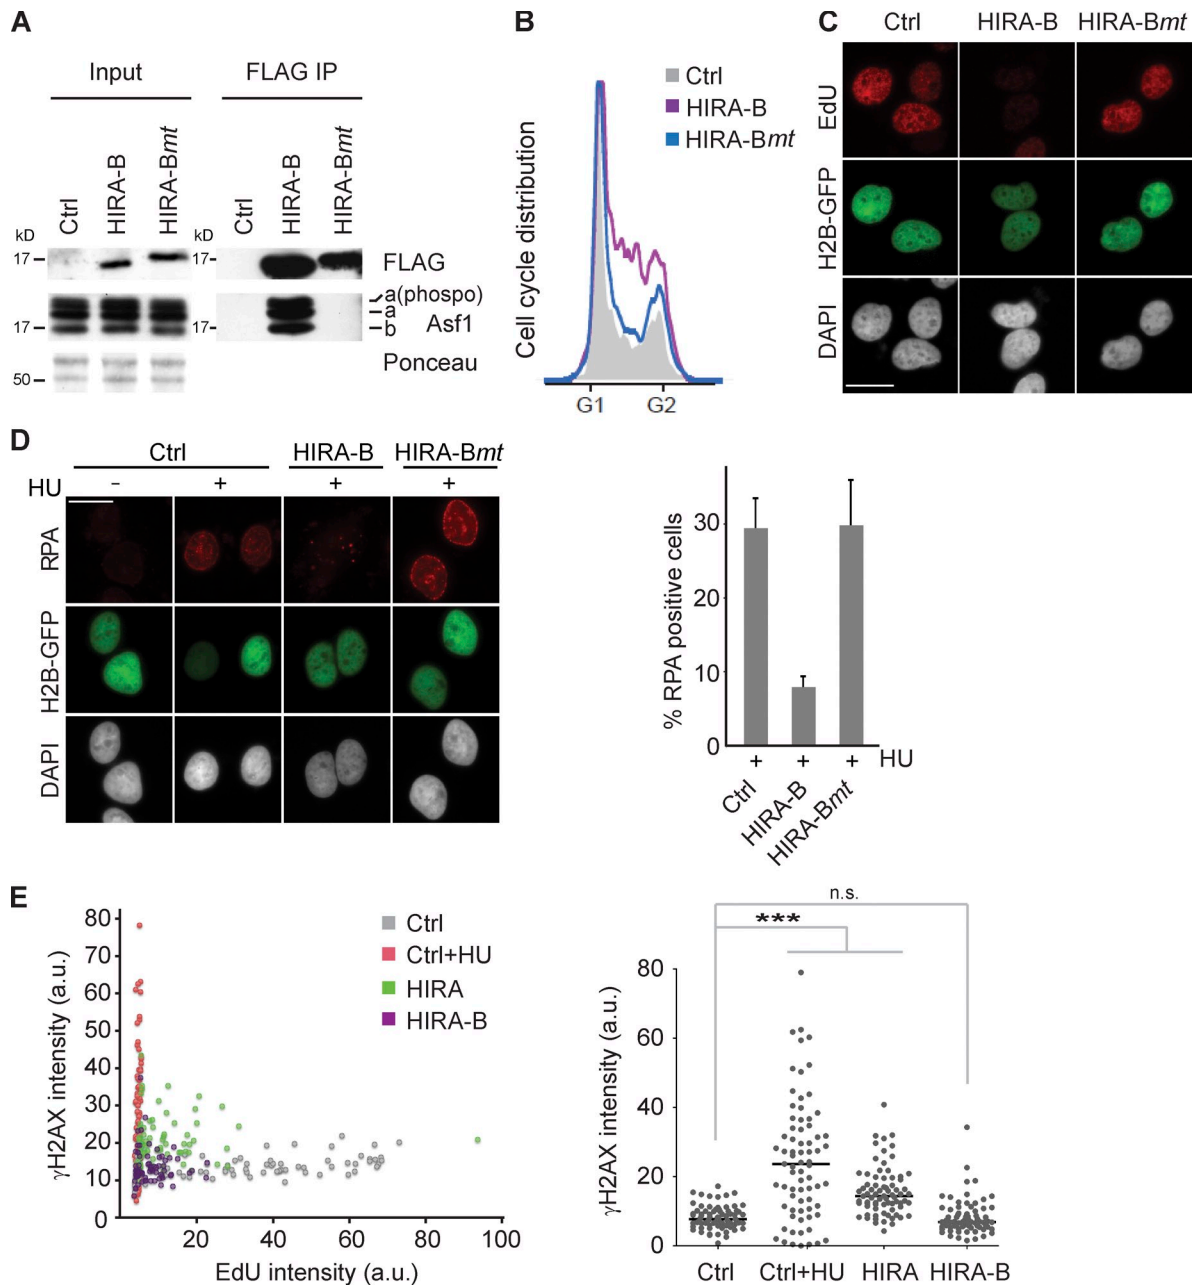 A
Input
FLAG IP
Ctrl
HIRA-B
HIRA-Bmt
Ctrl
HIRA-B
HIRA-Bmt
kD
kD
17
17
FLAG
a(phospo)
a
b
Asf1
17
17
Ponceau
50
B
Ctrl
HIRA-B
HIRA-Bmt
Cell cycle distribution
G1
G2
C
Ctrl
HIRA-B
HIRA-Bmt
EdU
H2B-GFP
DAPI
D
Ctrl
HIRA-B
HIRA-Bmt
HU
–
+
+
+
RPA
H2B-GFP
DAPI
% RPA positive cells
30
20
10
0
+
+
+
HU
Ctrl
HIRA-B
HIRA-Bmt
E
γH2AX intensity (a.u.)
80
70
60
50
40
30
20
10
0
20
40
60
80
100
EdU intensity (a.u.)
Ctrl
Ctrl+HU
HIRA
HIRA-B
n.s.
***
γH2AX intensity (a.u.)
80
60
40
20
0
Ctrl
Ctrl+HU
HIRA
HIRA-B